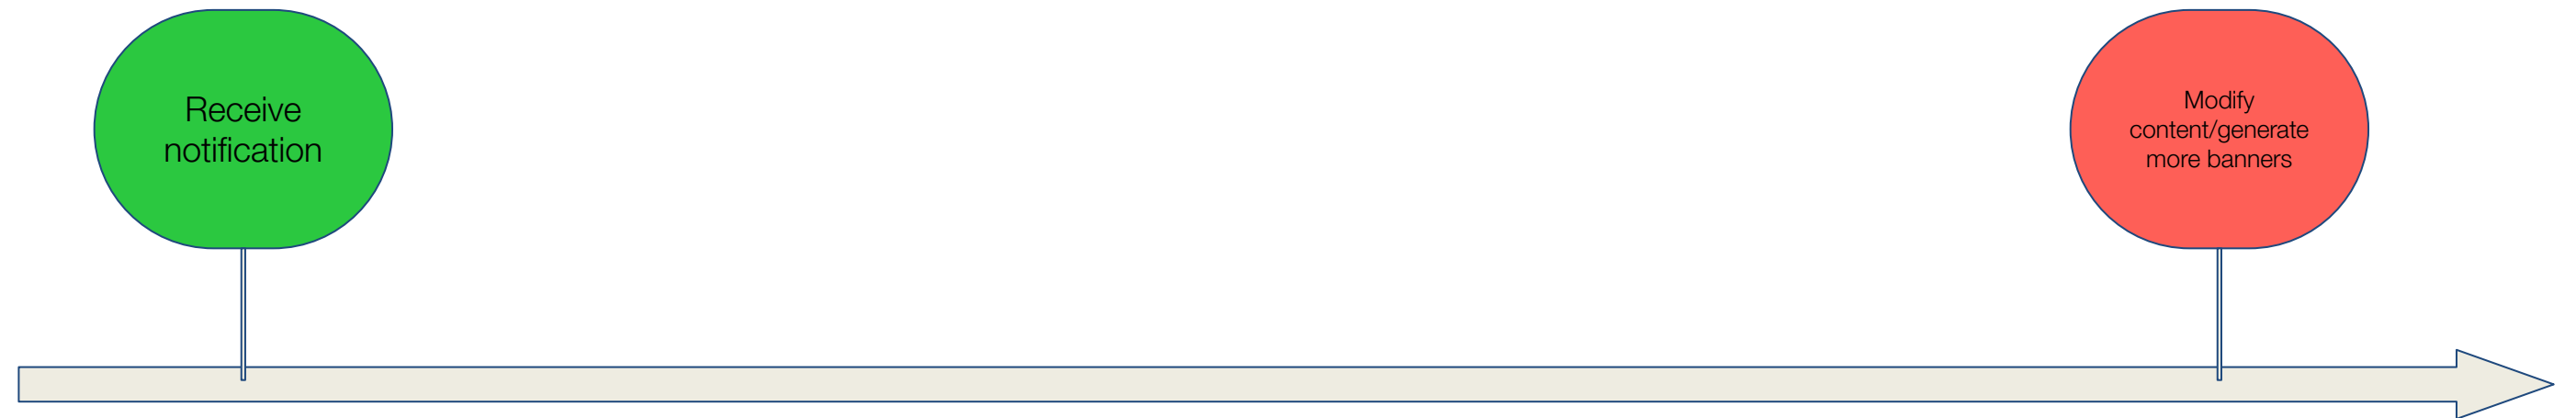 Receive
notification
Modify
content/generate
more banners